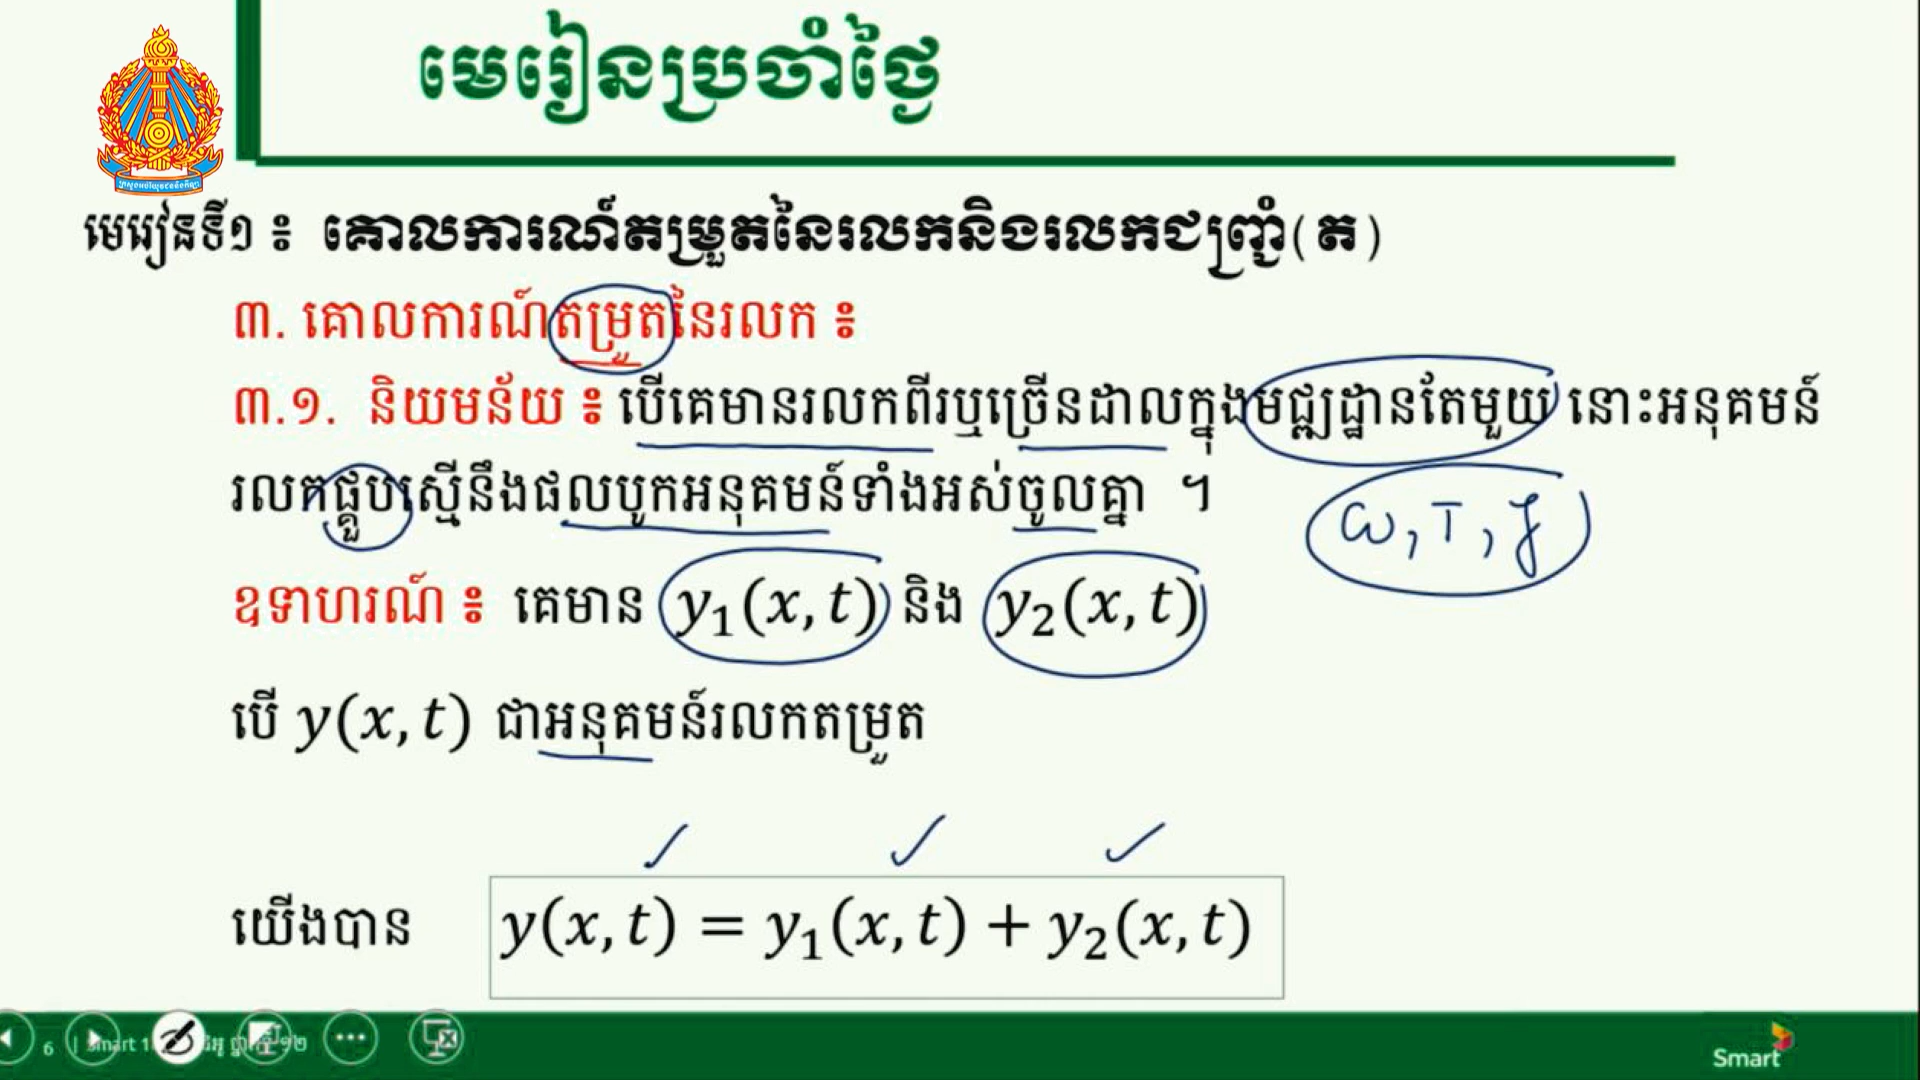 មេរៀនប្រចាំថ្ងៃ
មេរៀនទី១ ៖ គោលការណ៍តម្រួតនៃរលកនិងរលកជញ្ជ្រំ(ត)
៣. គោលការណ៍តម្រួតនៃរលក ៖
៣.១. និយមន័យ ៖ បើគេមានរលកពីរឬច្រើនដាលក្នុងមជ្ឈដ្ឋានតែមួយ នោះអនុគមន៍
រលកផ្គួបស្មើនឹងផលបូកអនុគមន៍ទាំងអស់ចូលគ្នា ។
ω, T, f
ឧទាហរណ៍ ៖ គេមាន y₁(x, t) និង y₂(x, t)
បើ y(x, t) ជាអនុគមន៍រលកតម្រួត
យើងបាន y(x, t) = y₁(x, t) + y₂(x, t)
6 | Smart
Smart